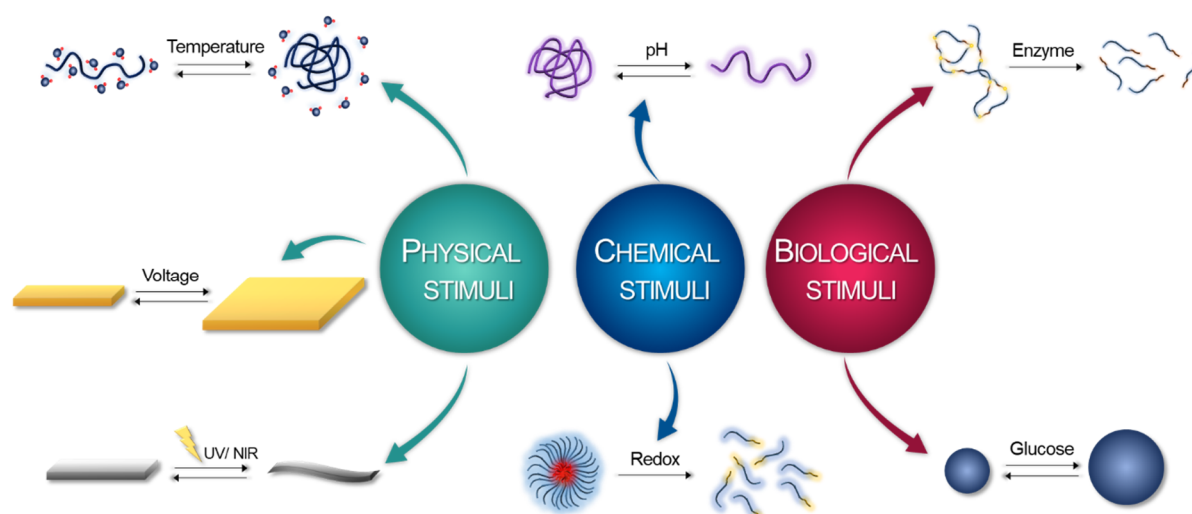 Temperature
pH
Enzyme
PHYSICAL
STIMULI
CHEMICAL
STIMULI
BIOLOGICAL
STIMULI
Voltage
UV/ NIR
Redox
Glucose